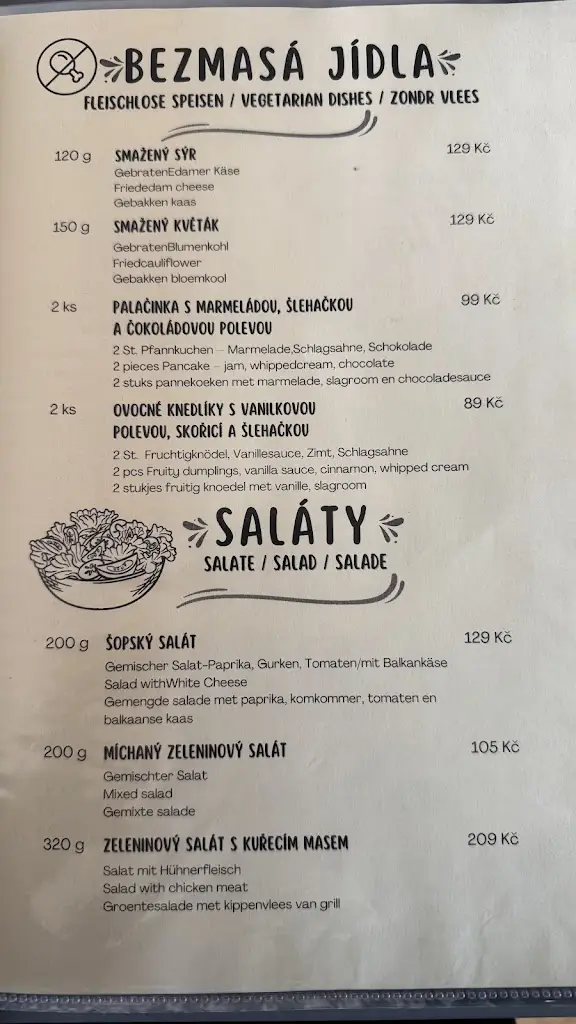 BEZMASÁ JÍDLA
FLEISCHLOSE SPEISEN / VEGETARIAN DISHES / ZONDR VLEES
120 g SMAŽENÝ SÝR 129 Kč
GebratenEdamer Käse
Friededam cheese
Gebakken kaas
150 g SMAŽENÝ KVĚTÁK 129 Kč
GebratenBlumenkohl
Friedcauliflower
Gebakken bloemkool
2 ks PALAČINKA S MARMELÁDOU, ŠLEHAČKOU 99 Kč
A ČOKOLÁDOVOU POLEVOU
2 St. Pfannkuchen – Marmelade,Schlagsahne, Schokolade
2 pieces Pancake – jam, whippedcream, chocolate
2 stuks pannekoeken met marmelade, slagroom en chocoladesauce
2 ks OVOCNÉ KNEDLÍKY S VANILKOVOU 89 Kč
POLEVOU, SKOŘICÍ A ŠLEHAČKOU
2 St. Fruchtigknödel, Vanillesauce, Zimt, Schlagsahne
2 pcs Fruity dumplings, vanilla sauce, cinnamon, whipped cream
2 stukjes fruitig knoedel met vanille, slagroom
SALÁTY
SALATE / SALAD / SALADE
200 g ŠOPSKÝ SALÁT 129 Kč
Gemischer Salat-Paprika, Gurken, Tomaten/mit Balkankäse
Salad withWhite Cheese
Gemengde salade met paprika, komkommer, tomaten en
balkaanse kaas
200 g MÍCHANÝ ZELENINOVÝ SALÁT 105 Kč
Gemischter Salat
Mixed salad
Gemixte salade
320 g ZELENINOVÝ SALÁT S KUŘECÍM MASEM 209 Kč
Salat mit Hühnerfleisch
Salad with chicken meat
Groentesalade met kippenvlees van grill